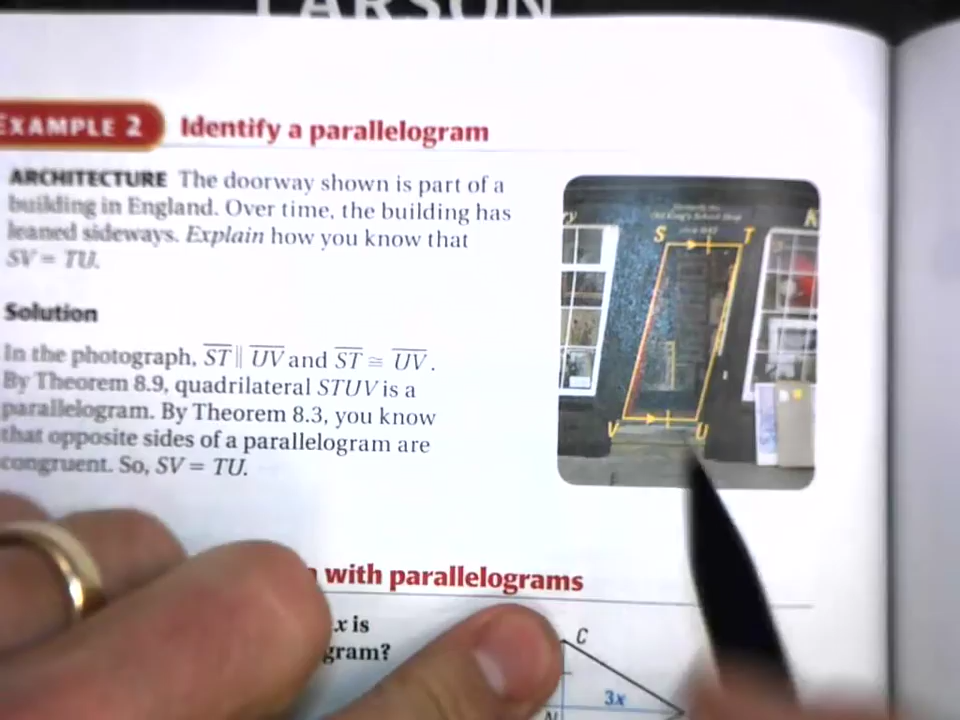 LARSON
EXAMPLE 2 Identify a parallelogram
ARCHITECTURE The doorway shown is part of a
building in England. Over time, the building has
leaned sideways. Explain how you know that
SV = TU.
Solution
In the photograph, ST ∥ UV and ST ≅ UV.
By Theorem 8.9, quadrilateral STUV is a
parallelogram. By Theorem 8.3, you know
that opposite sides of a parallelogram are
congruent. So, SV = TU.
S T
V U
with parallelograms
x is
gram?
C
3x
N